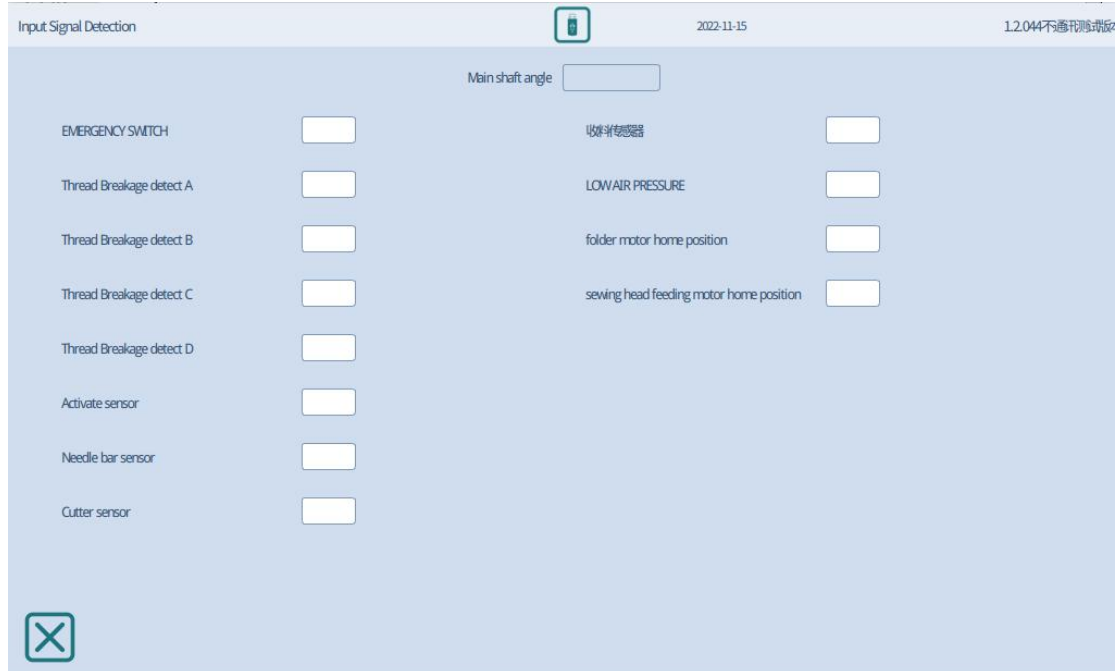 Input Signal Detection
2022-11-15
1.2.044不通讯测试版本
Main shaft angle
EMERGENCY SWITCH
收料传感器
Thread Breakage detect A
LOW AIR PRESSURE
Thread Breakage detect B
folder motor home position
Thread Breakage detect C
sewing head feeding motor home position
Thread Breakage detect D
Activate sensor
Needle bar sensor
Cutter sensor